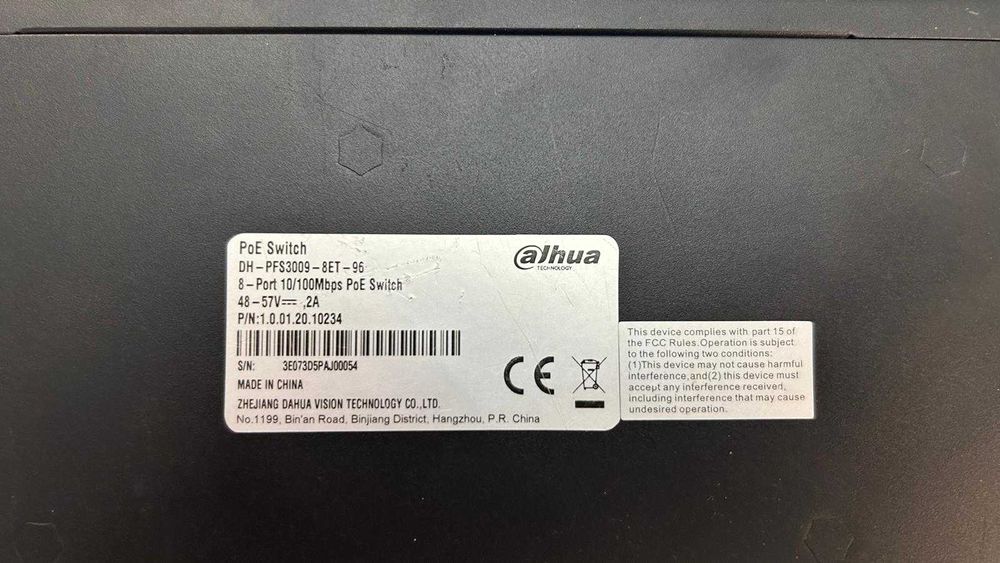 PoE Switch
DH-PFS3009-8ET-96
8-Port 10/100Mbps PoE Switch
48-57V⎓,2A
P/N:1.0.01.20.10234
S/N: 3E073D5PAJ00054
MADE IN CHINA
ZHEJIANG DAHUA VISION TECHNOLOGY CO.,LTD.
No.1199, Bin'an Road, Binjiang District, Hangzhou, P.R. China
alhua
TECHNOLOGY
CE
This device complies with part 15 of
the FCC Rules.Operation is subject
to the following two conditions:
(1)This device may not cause harmful
interference,and(2) this device must
accept any interference received,
including interference that may cause
undesired operation.